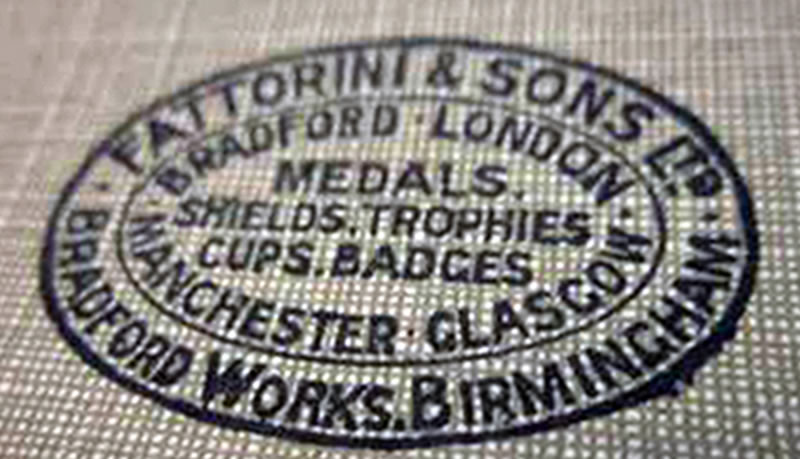 FATTORINI & SONS LTD.
BRADFORD · LONDON
MEDALS.
SHIELDS. TROPHIES
CUPS. BADGES
MANCHESTER · GLASGOW
BRADFORD WORKS. BIRMINGHAM